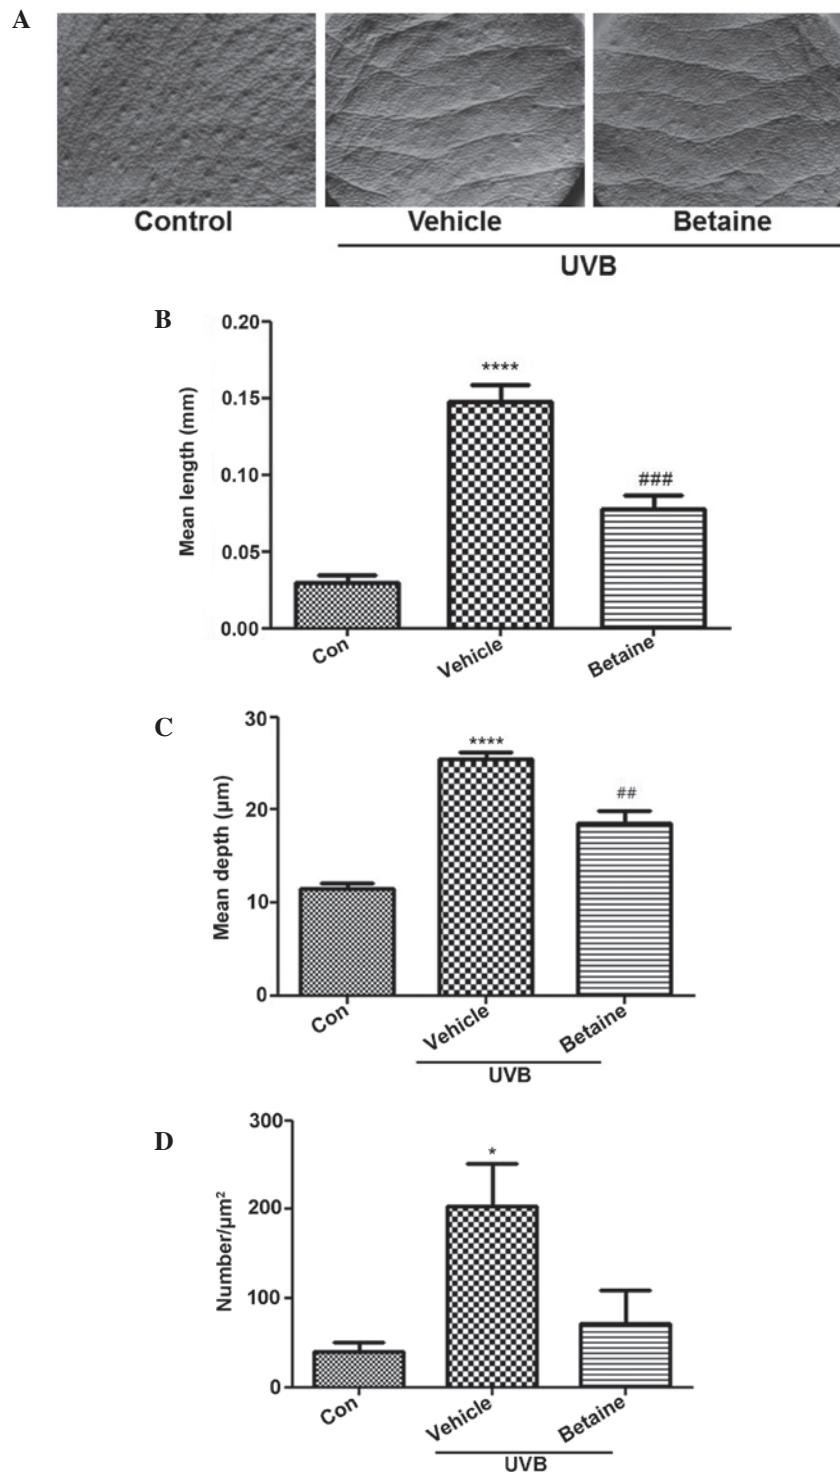 A
Control Vehicle Betaine
UVB
B
Mean length (mm)
0.20
0.15
0.10
0.05
0.00
****
###
Con Vehicle Betaine
C
Mean depth (µm)
30
20
10
0
****
##
Con Vehicle Betaine
UVB
D
Number/µm²
300
200
100
0
*
Con Vehicle Betaine
UVB